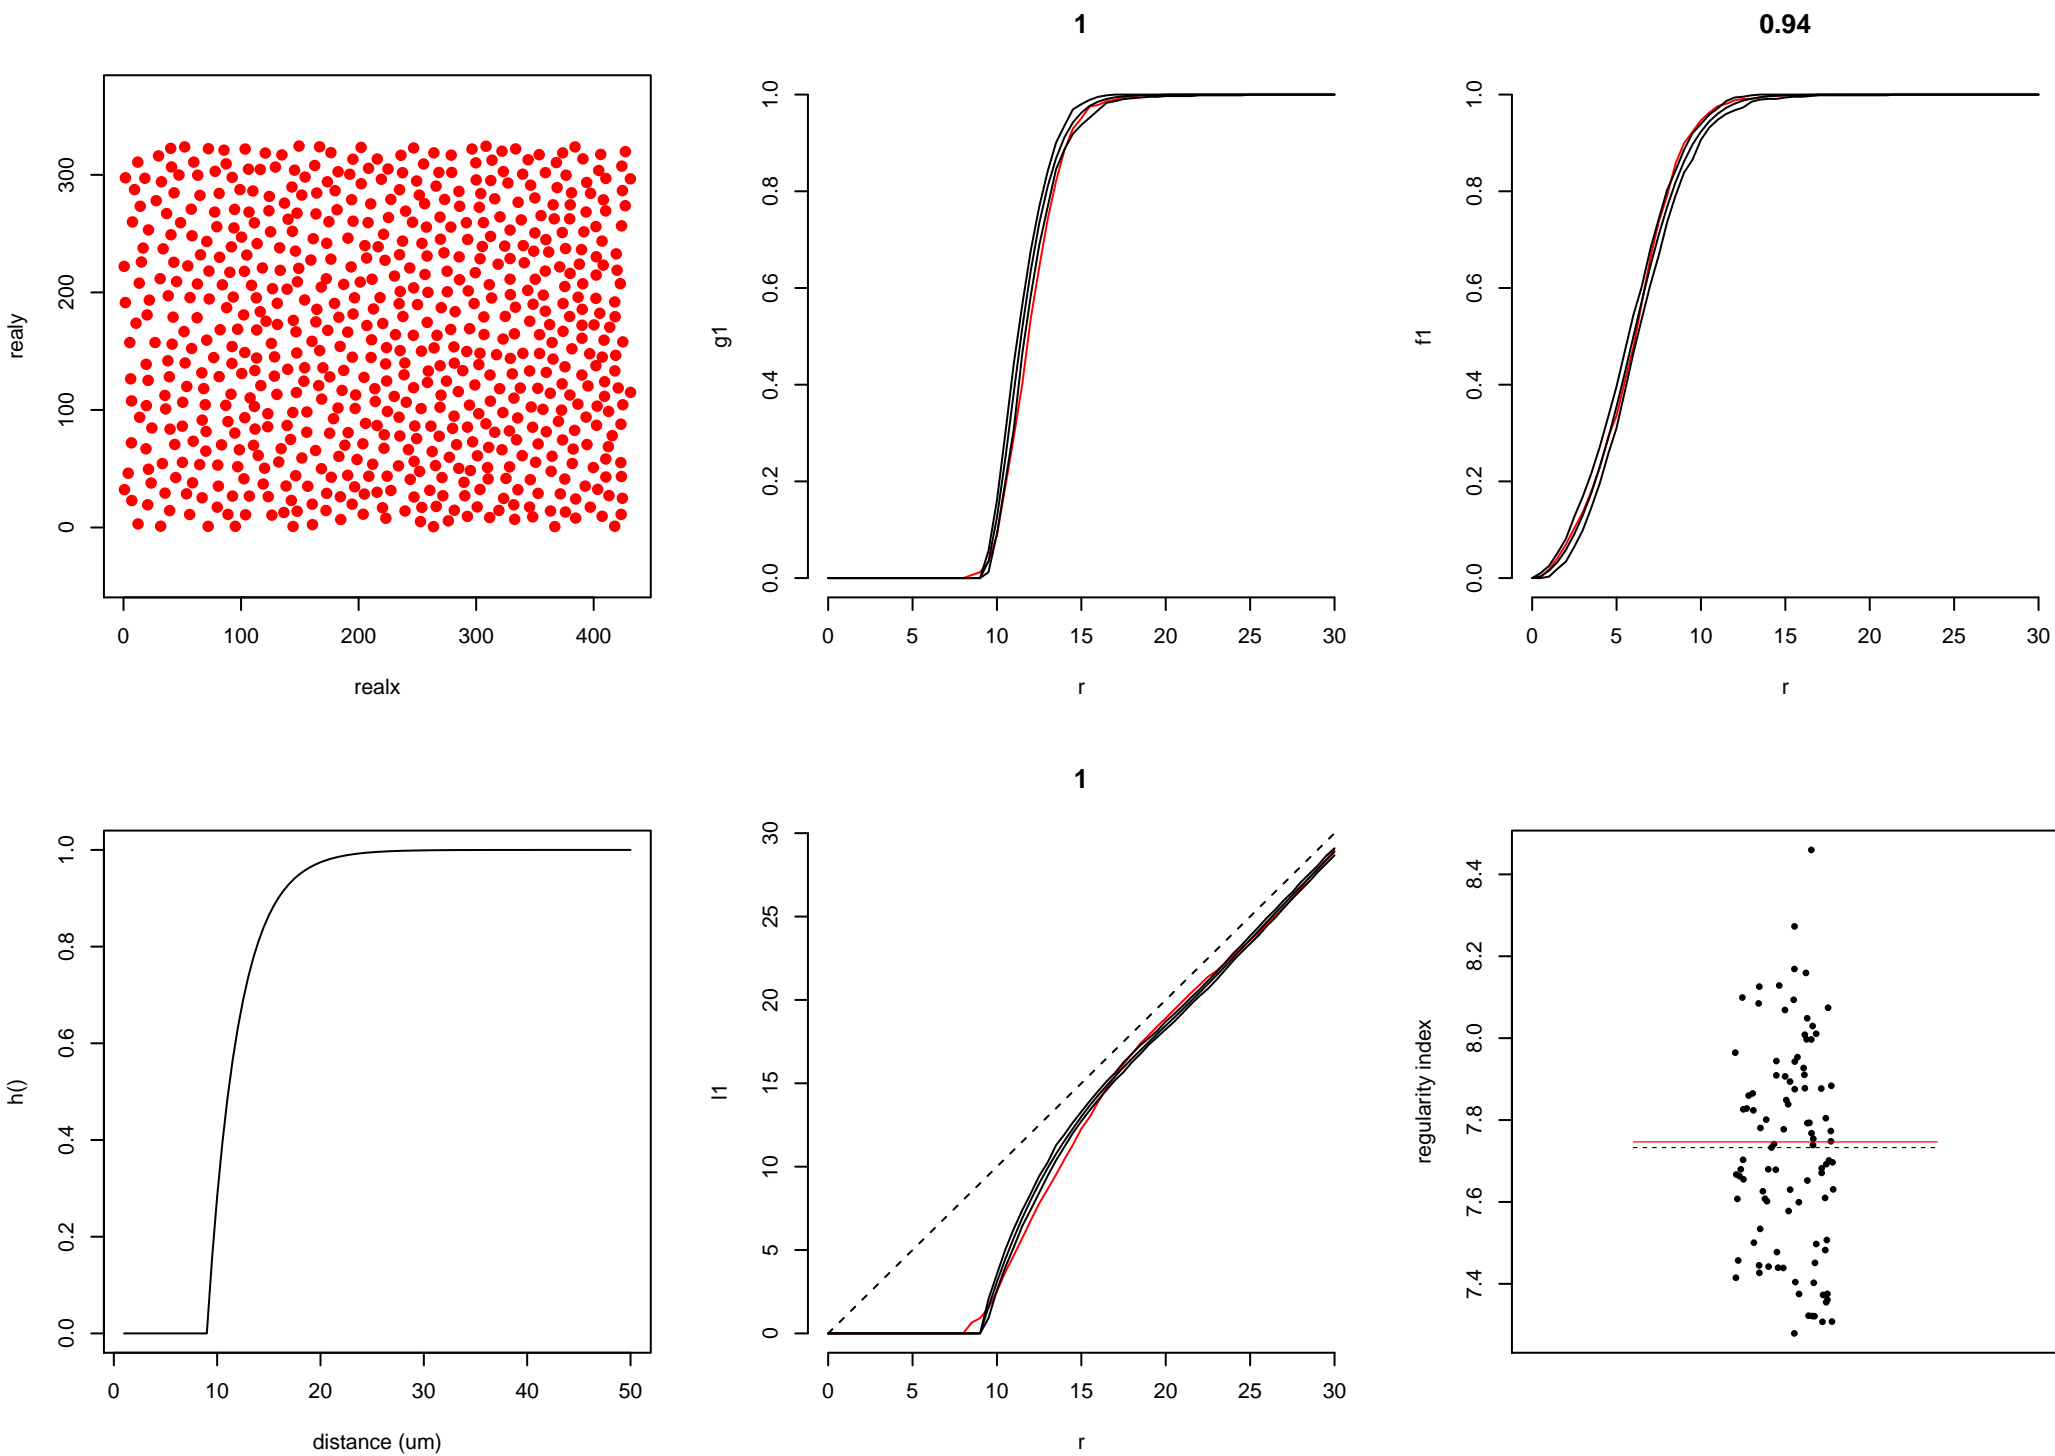 1
0.94
realy
0 100 200 300
0 100 200 300 400
realx
g1
0.0 0.2 0.4 0.6 0.8 1.0
0 5 10 15 20 25 30
r
f1
0.0 0.2 0.4 0.6 0.8 1.0
0 5 10 15 20 25 30
r
1
h()
0.0 0.2 0.4 0.6 0.8 1.0
0 10 20 30 40 50
distance (um)
l1
0 5 10 15 20 25 30
0 5 10 15 20 25 30
r
regularity index
7.4 7.6 7.8 8.0 8.2 8.4